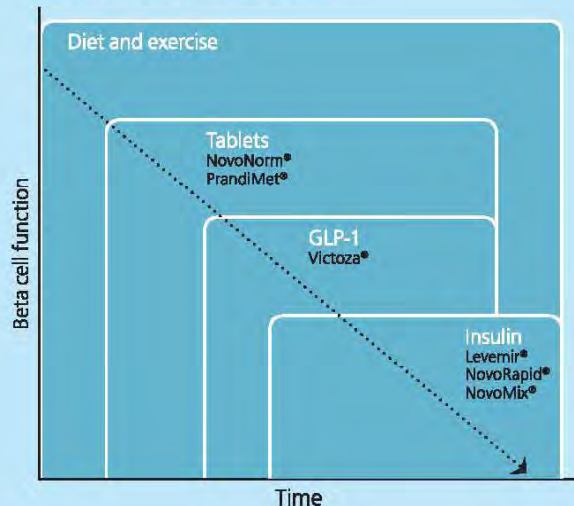 Diet and exercise
Tablets
NovoNorm®
PrandiMet®
GLP-1
Victoza®
Insulin
Levemir®
NovoRapid®
NovoMix®
Beta cell function
Time